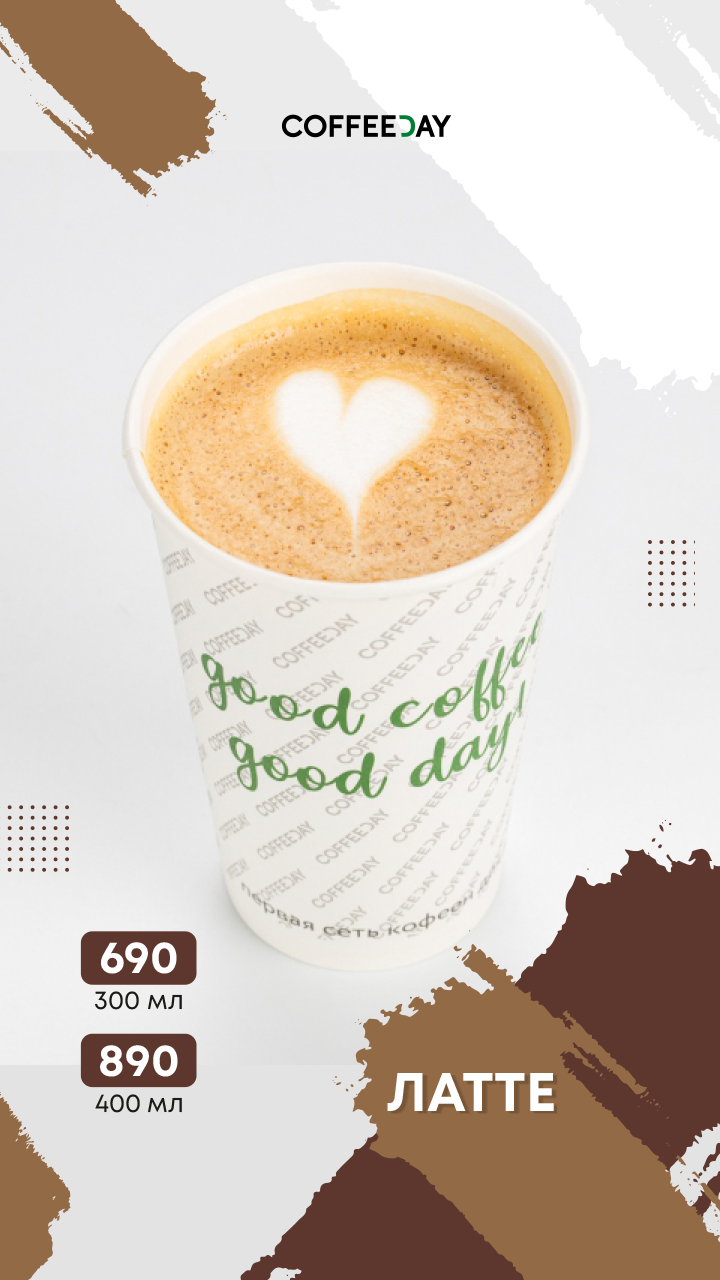 COFFEEDAY
good coffee
good day!
Первая сеть кофеен
690
300 мл
890
400 мл
ЛАТТЕ